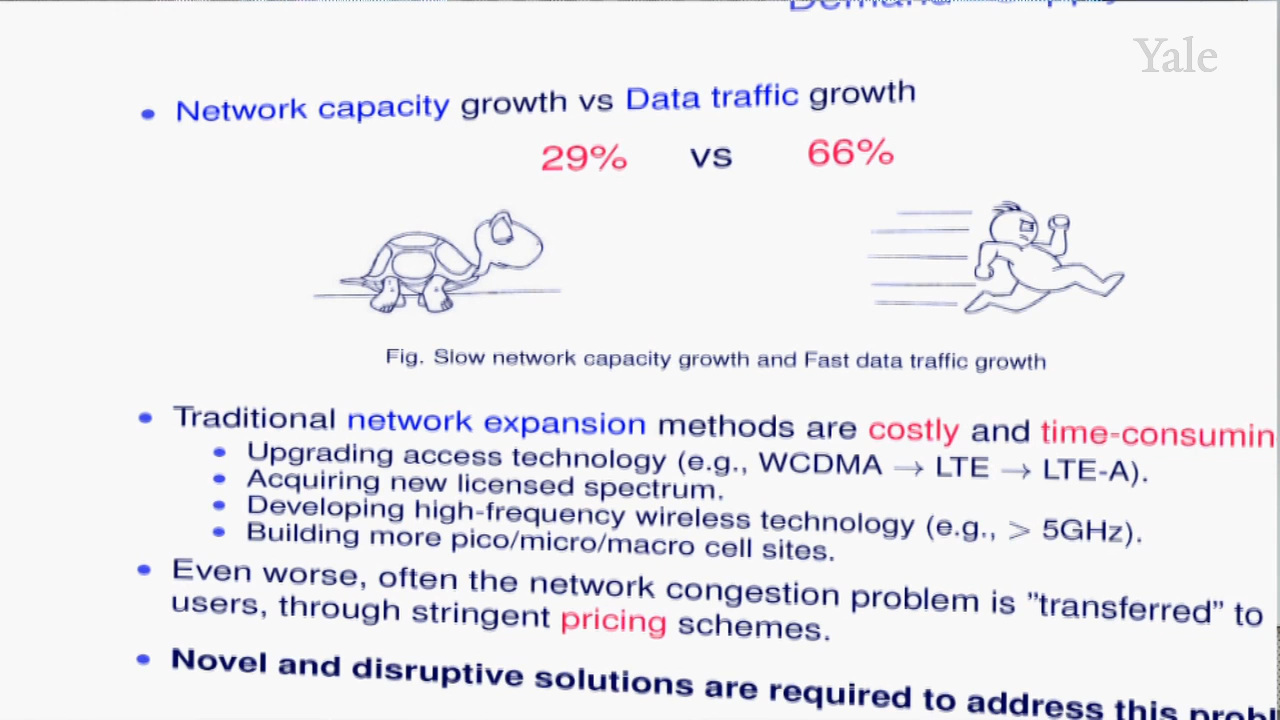 Yale
Network capacity growth vs Data traffic growth
29% vs 66%
Fig. Slow network capacity growth and Fast data traffic growth
Traditional network expansion methods are costly and time-consumin
Upgrading access technology (e.g., WCDMA → LTE → LTE-A).
Acquiring new licensed spectrum.
Developing high-frequency wireless technology (e.g., > 5GHz).
Building more pico/micro/macro cell sites.
Even worse, often the network congestion problem is ”transferred” to
users, through stringent pricing schemes.
Novel and disruptive solutions are required to address this